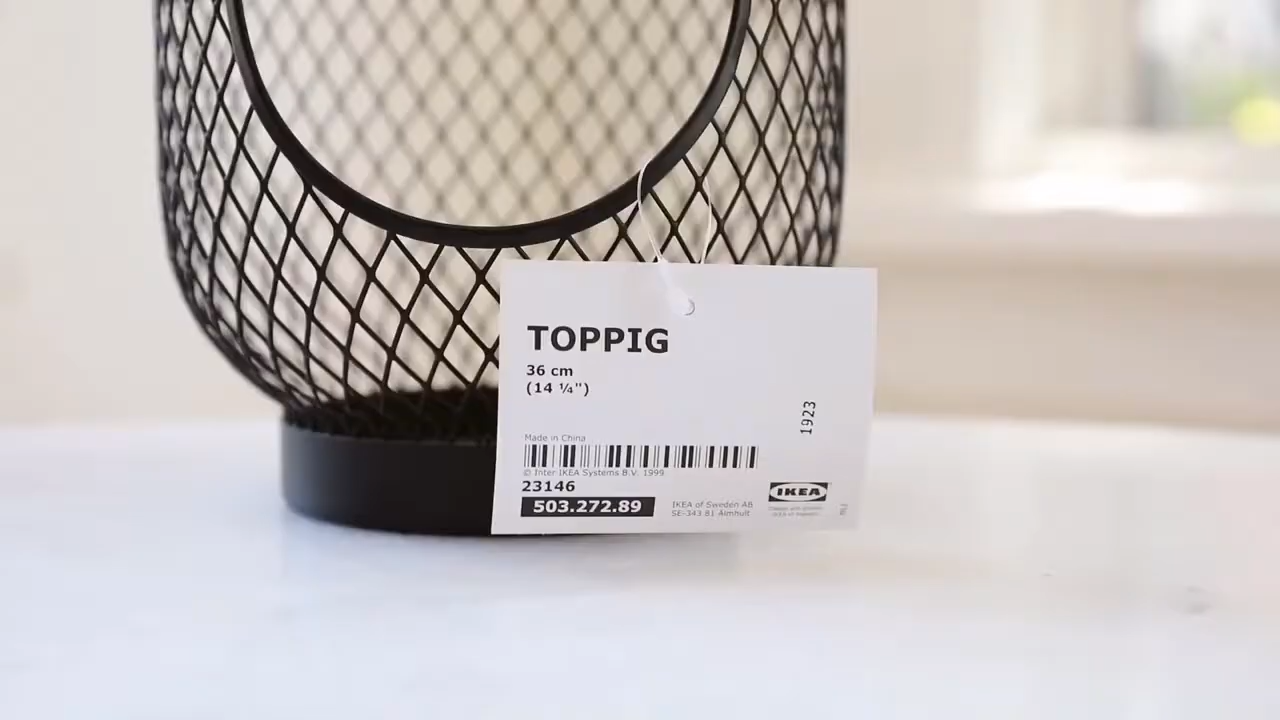 TOPPIG
36 cm
(14 ¼")
1923
Made in China
© Inter IKEA Systems B.V. 1999
23146
503.272.89
IKEA of Sweden AB
SE-343 81 Älmhult
IKEA